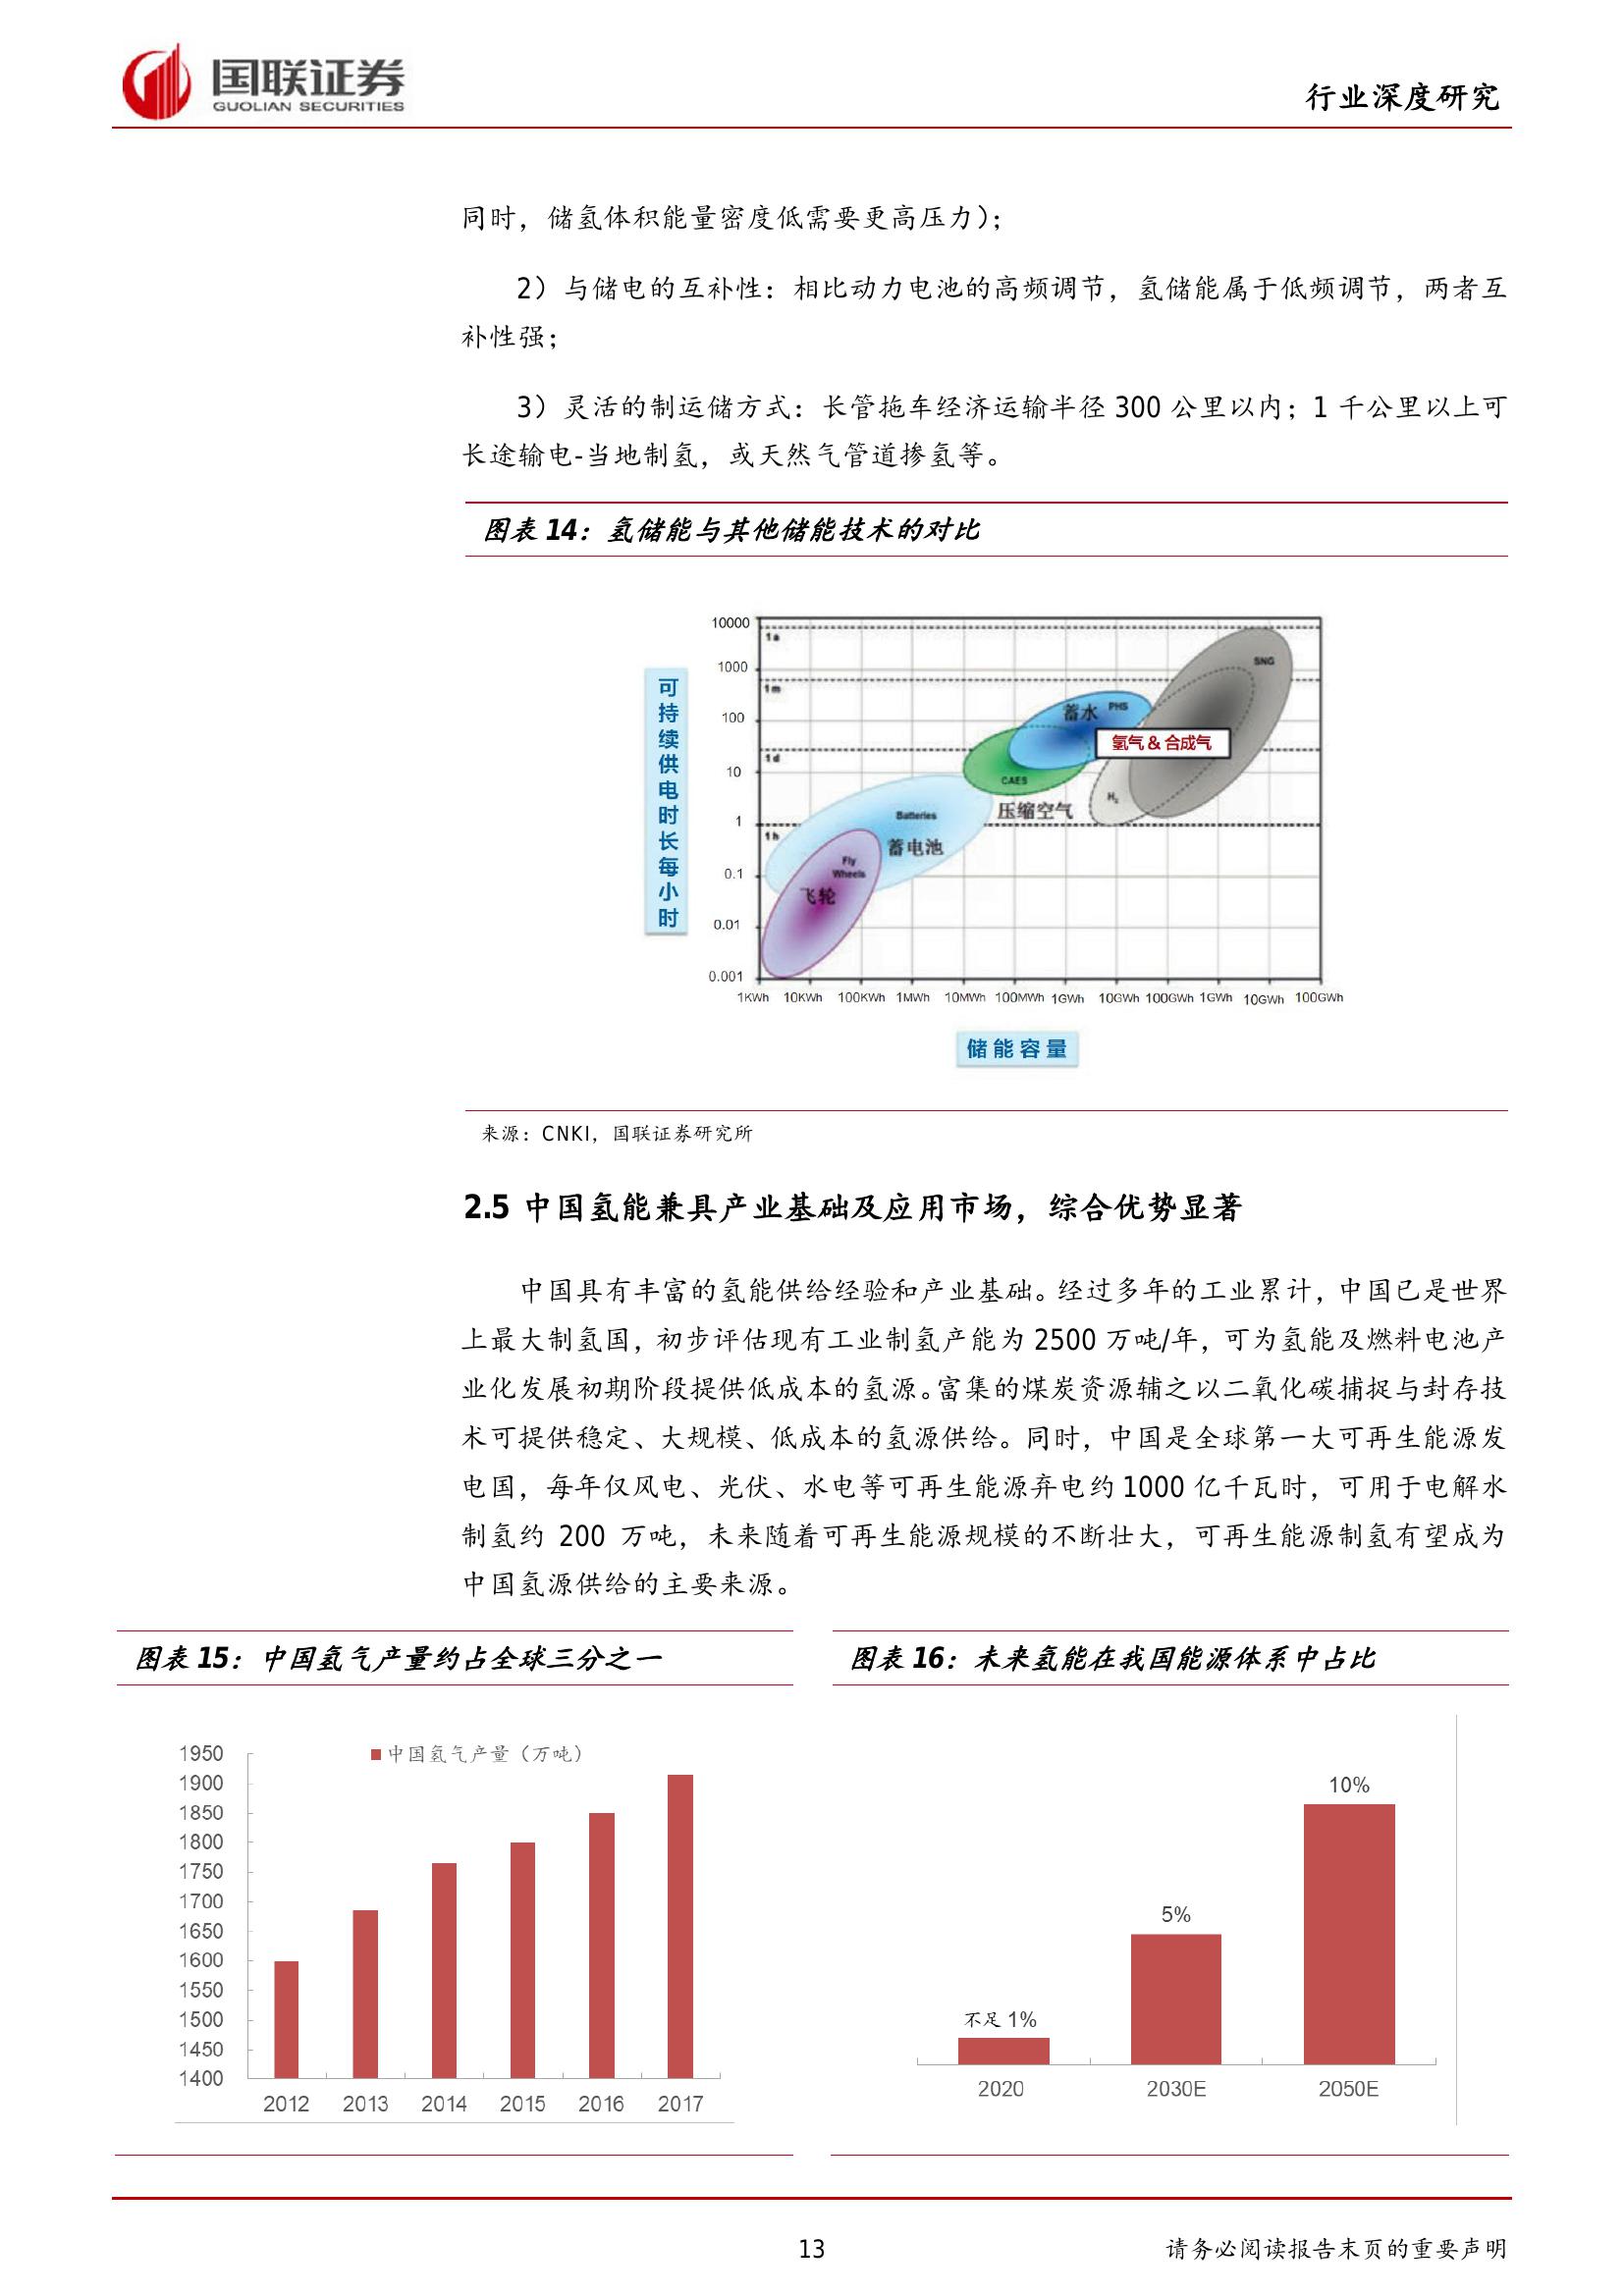 国联证券
GUOLIAN SECURITIES
行业深度研究
同时，储氢体积能量密度低需要更高压力）；
2）与储电的互补性：相比动力电池的高频调节，氢储能属于低频调节，两者互
补性强；
3）灵活的制运储方式：长管拖车经济运输半径 300 公里以内；1 千公里以上可
长途输电-当地制氢，或天然气管道掺氢等。
图表 14：氢储能与其他储能技术的对比
可持续供电时长每小时
10000
1000
100
10
1
0.1
0.01
0.001
1a
1m
1d
1h
SNG
蓄水 PHS
氢气 & 合成气
CAES
压缩空气
H₂
Batteries
蓄电池
Fly
Wheels
飞轮
1KWh 10KWh 100KWh 1MWh 10MWh 100MWh 1GWh 10GWh 100GWh 1GWh 10GWh 100GWh
储能容量
来源：CNKI，国联证券研究所
2.5 中国氢能兼具产业基础及应用市场，综合优势显著
中国具有丰富的氢能供给经验和产业基础。经过多年的工业累计，中国已是世界
上最大制氢国，初步评估现有工业制氢产能为 2500 万吨/年，可为氢能及燃料电池产
业化发展初期阶段提供低成本的氢源。富集的煤炭资源辅之以二氧化碳捕捉与封存技
术可提供稳定、大规模、低成本的氢源供给。同时，中国是全球第一大可再生能源发
电国，每年仅风电、光伏、水电等可再生能源弃电约 1000 亿千瓦时，可用于电解水
制氢约 200 万吨，未来随着可再生能源规模的不断壮大，可再生能源制氢有望成为
中国氢源供给的主要来源。
图表 15：中国氢气产量约占全球三分之一
中国氢气产量（万吨）
1950
1900
1850
1800
1750
1700
1650
1600
1550
1500
1450
1400
2012 2013 2014 2015 2016 2017
图表 16：未来氢能在我国能源体系中占比
不足 1%
5%
10%
2020 2030E 2050E
13
请务必阅读报告末页的重要声明